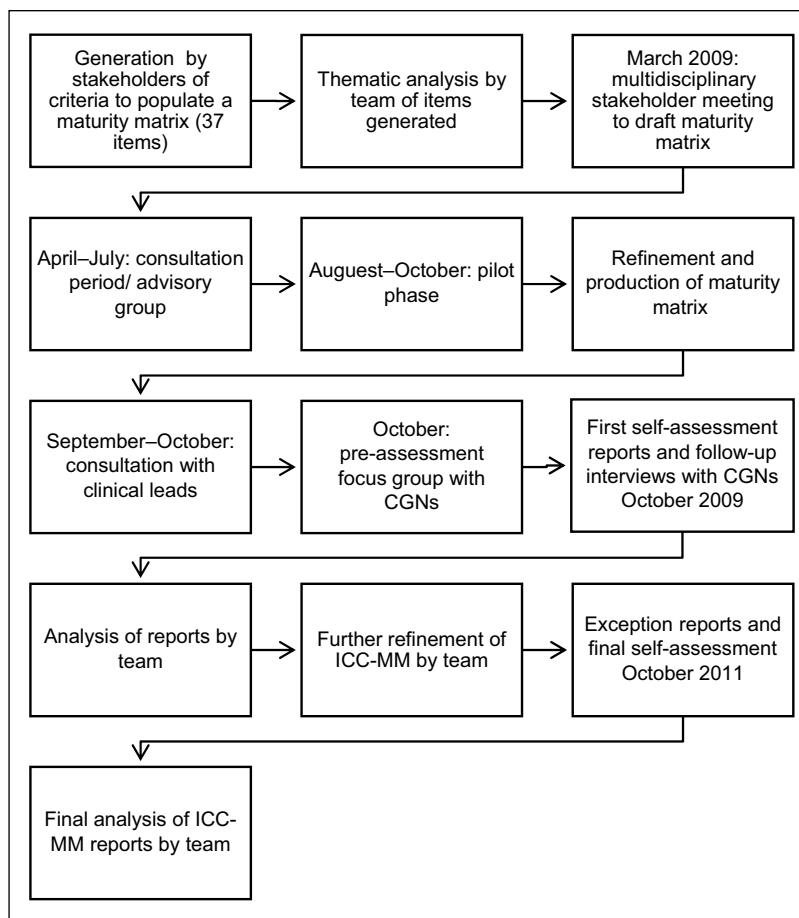 Generation by
stakeholders of
criteria to populate a
maturity matrix (37
items)
Thematic analysis by
team of items
generated
March 2009:
multidisciplinary
stakeholder meeting
to draft maturity
matrix
April–July: consultation
period/ advisory
group
Auguest–October: pilot
phase
Refinement and
production of maturity
matrix
September–October:
consultation with
clinical leads
October:
pre-assessment
focus group with
CGNs
First self-assessment
reports and follow-up
interviews with CGNs
October 2009
Analysis of reports by
team
Further refinement of
ICC-MM by team
Exception reports and
final self-assessment
October 2011
Final analysis of ICC-
MM reports by team